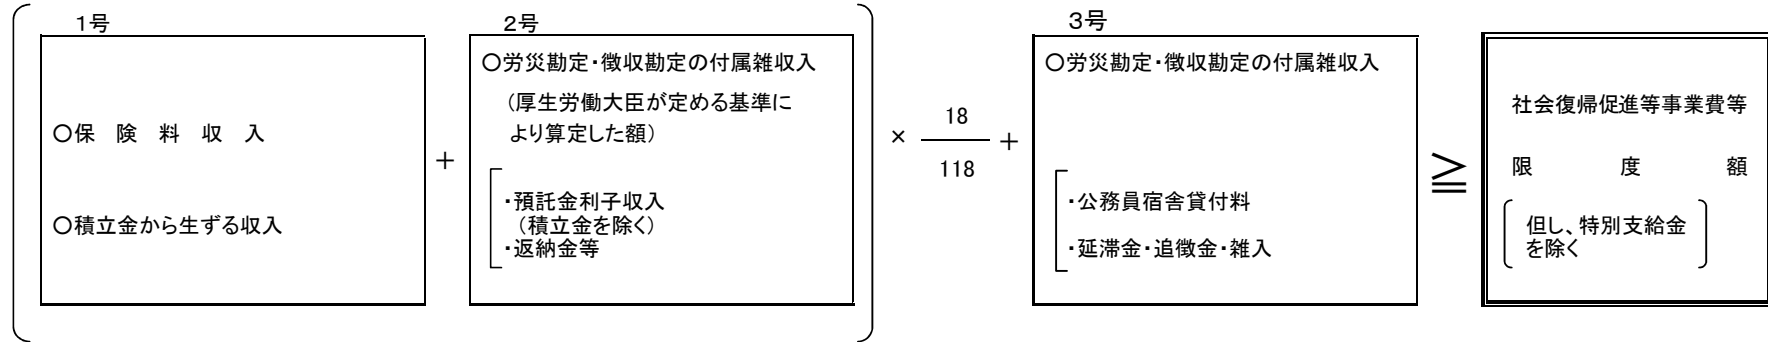 1号
○保　険　料　収　入
○積立金から生ずる収入
＋
2号
○労災勘定・徴収勘定の付属雑収入
（厚生労働大臣が定める基準に
より算定した額）
・預託金利子収入
（積立金を除く）
・返納金等
×
18
118
＋
3号
○労災勘定・徴収勘定の付属雑収入
・公務員宿舎貸付料
・延滞金・追徴金・雑入
≧
社会復帰促進等事業費等
限　度　額
但し、特別支給金
を除く